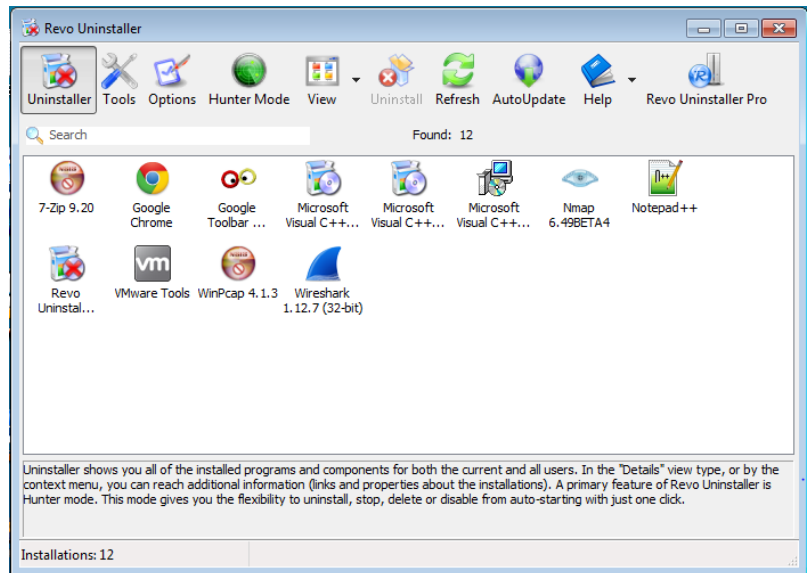 Revo Uninstaller
Uninstaller Tools Options Hunter Mode View Uninstall Refresh AutoUpdate Help Revo Uninstaller Pro
Search Found: 12
7-Zip 9.20
Google
Chrome
Google
Toolbar ...
Microsoft
Visual C++...
Microsoft
Visual C++...
Microsoft
Visual C++...
Nmap
6.49BETA4
Notepad++
Revo
Uninstal...
vm
VMware Tools
WinPcap 4.1.3
Wireshark
1.12.7 (32-bit)
Uninstaller shows you all of the installed programs and components for both the current and all users. In the "Details" view type, or by the
context menu, you can reach additional information (links and properties about the installations). A primary feature of Revo Uninstaller is
Hunter mode. This mode gives you the flexibility to uninstall, stop, delete or disable from auto-starting with just one click.
Installations: 12